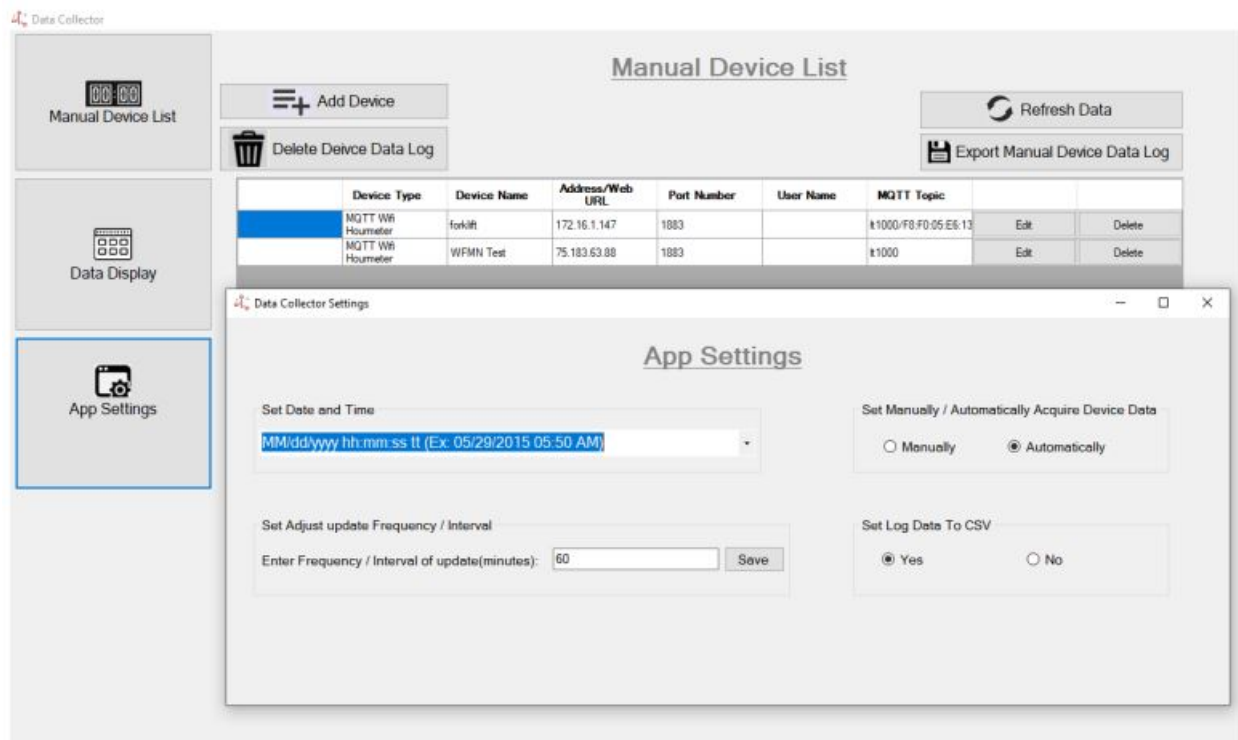 Data Collector
Manual Device List
Manual Device List
Add Device
Refresh Data
Delete Deivce Data Log
Export Manual Device Data Log
Device Type Device Name Address/Web URL Port Number User Name MQTT Topic
MQTT Wifi Hourmeter forklift 172.16.1.147 1883 lt1000/F8:F0:05:E6:13 Edit Delete
MQTT Wifi Hourmeter WFMN Test 75.183.63.88 1883 lt1000 Edit Delete
Data Display
App Settings
Data Collector Settings
App Settings
Set Date and Time
Set Manually / Automatically Acquire Device Data
MM/dd/yyyy hh:mm:ss tt (Ex: 05/29/2015 05:50 AM)
Manually Automatically
Set Adjust update Frequency / Interval
Set Log Data To CSV
Enter Frequency / Interval of update(minutes): 60 Save
Yes No